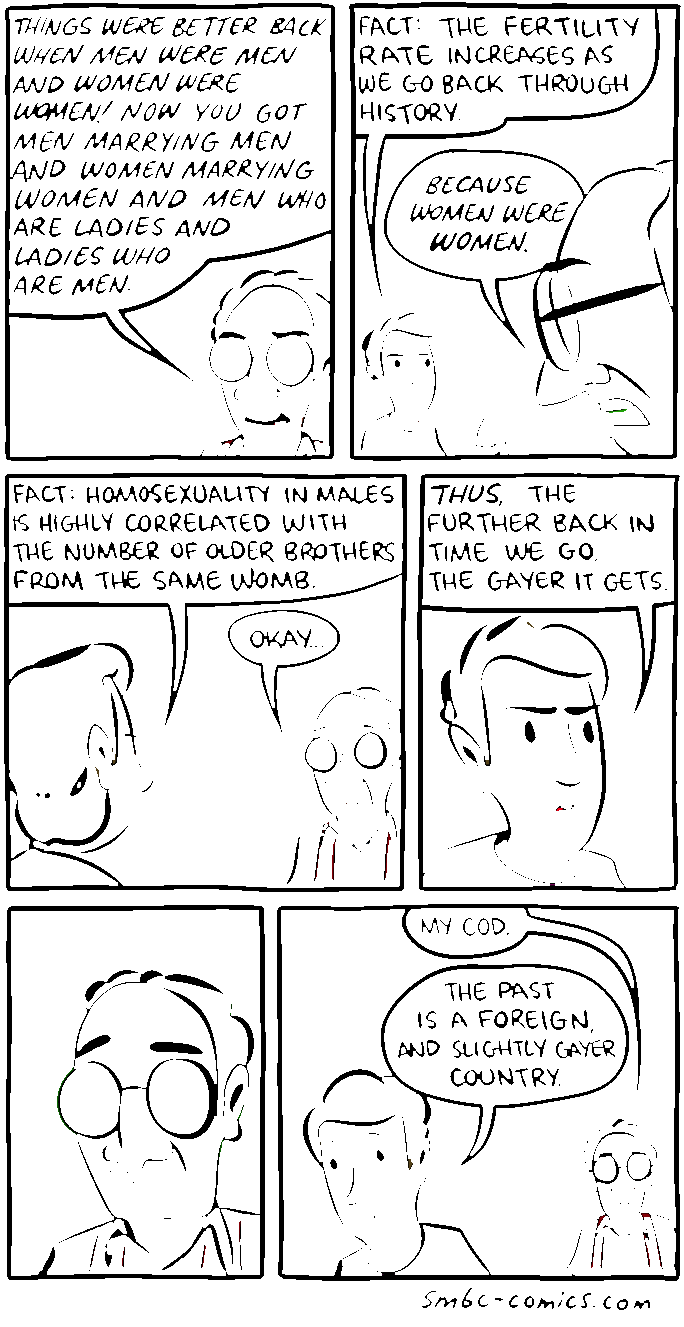 THINGS WERE BETTER BACK
WHEN MEN WERE MEN
AND WOMEN WERE
WOMEN! NOW YOU GOT
MEN MARRYING MEN
AND WOMEN MARRYING
WOMEN AND MEN WHO
ARE LADIES AND
LADIES WHO
ARE MEN.
FACT: THE FERTILITY
RATE INCREASES AS
WE GO BACK THROUGH
HISTORY.
BECAUSE
WOMEN WERE
WOMEN.
FACT: HOMOSEXUALITY IN MALES
IS HIGHLY CORRELATED WITH
THE NUMBER OF OLDER BROTHERS
FROM THE SAME WOMB.
OKAY...
THUS, THE
FURTHER BACK IN
TIME WE GO,
THE GAYER IT GETS.
MY GOD.
THE PAST
IS A FOREIGN,
AND SLIGHTLY GAYER
COUNTRY.
smbc-comics.com